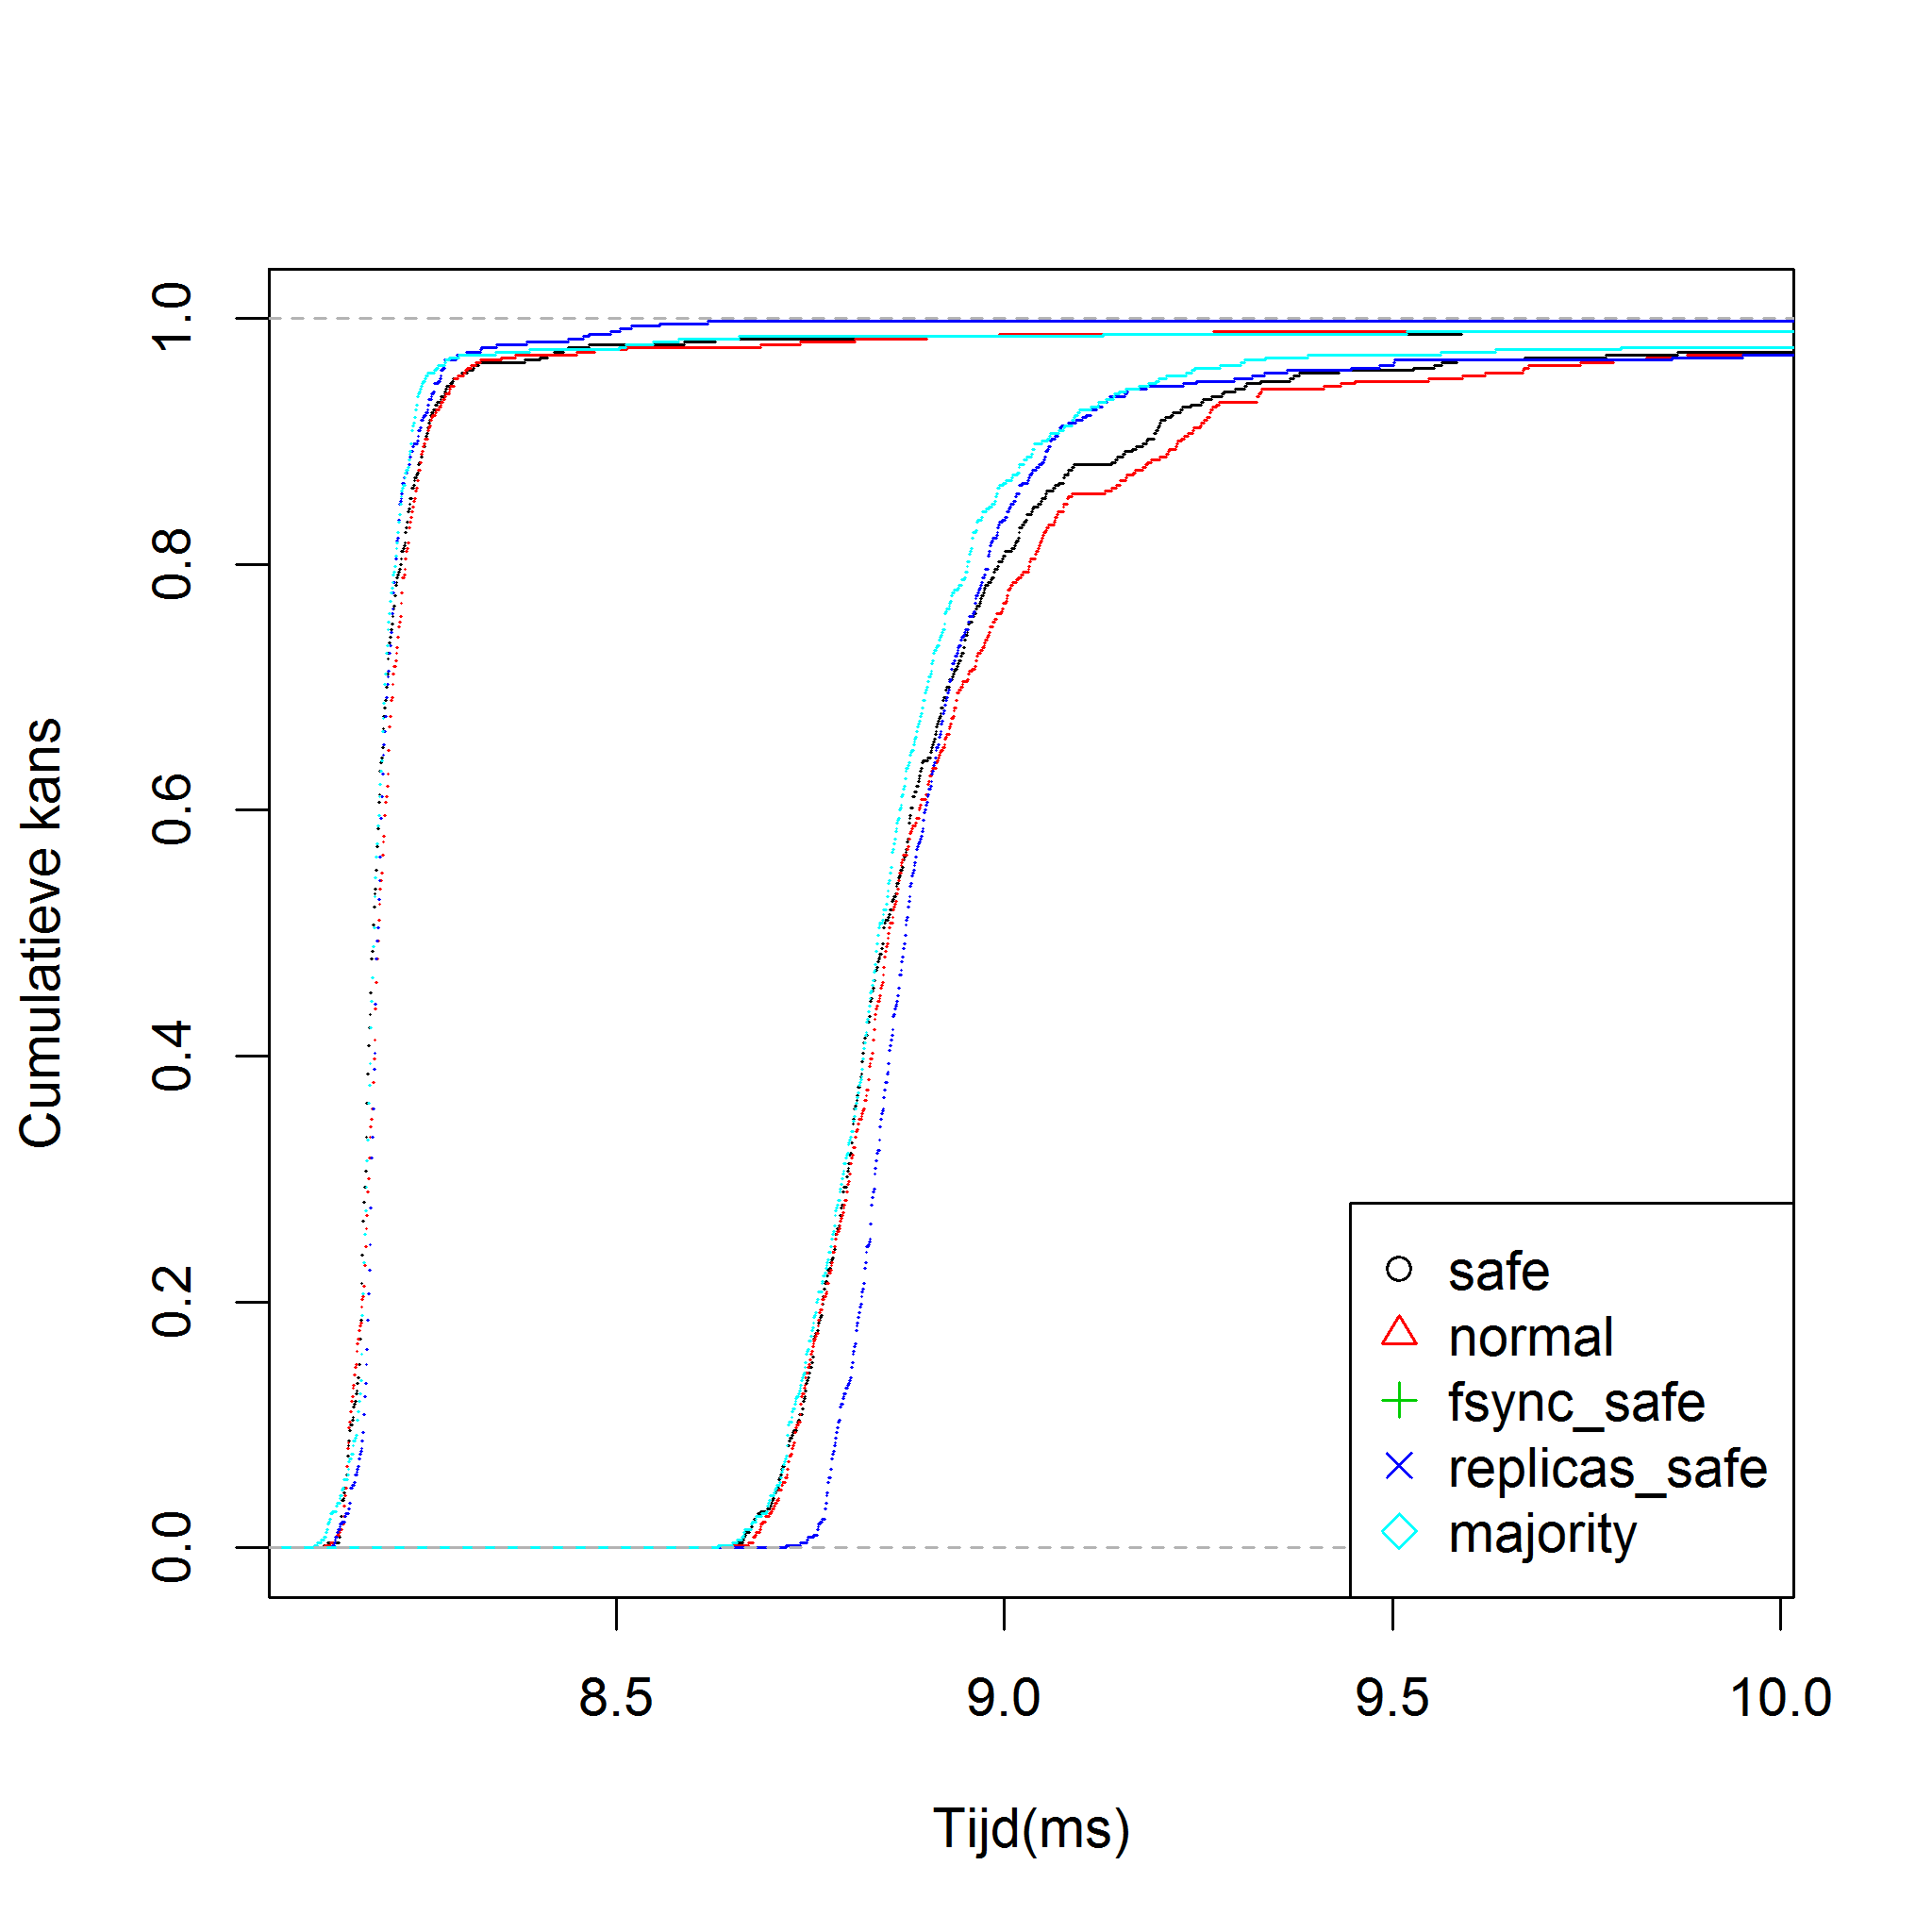 Cumulatieve kans
1.0
0.8
0.6
0.4
0.2
0.0
safe
normal
fsync_safe
replicas_safe
majority
8.5 9.0 9.5 10.0
Tijd(ms)